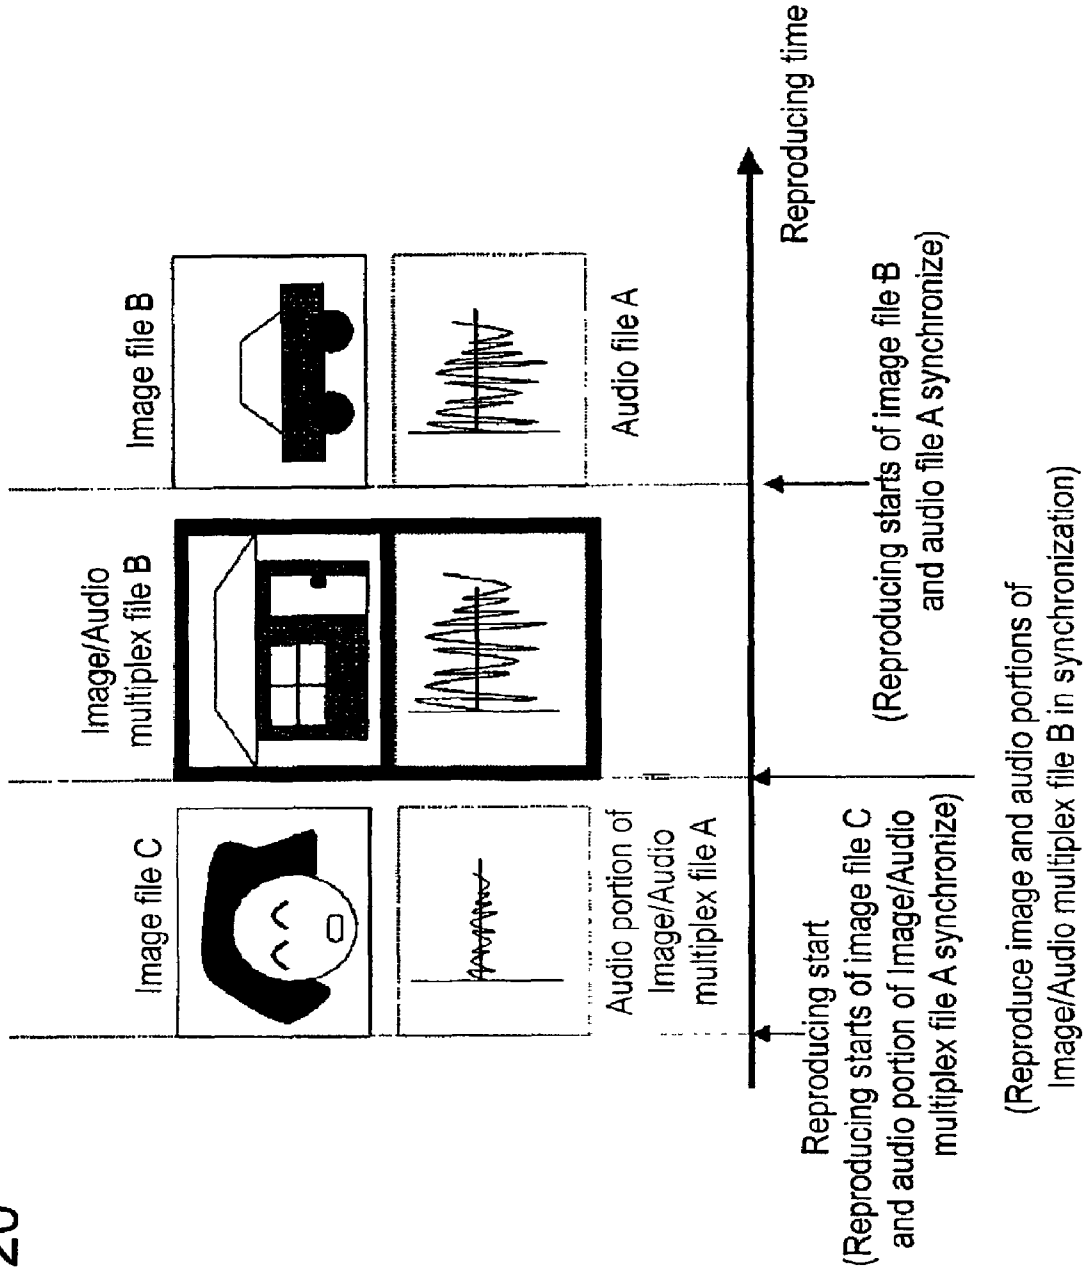 Image file C
Image/Audio
multiplex file B
Image file B
Audio portion of
Image/Audio
multiplex file A
Audio file A
Reproducing time
Reproducing start
(Reproducing starts of image file C
and audio portion of Image/Audio
multiplex file A synchronize)
(Reproducing starts of image file B
and audio file A synchronize)
(Reproduce image and audio portions of
Image/Audio multiplex file B in synchronization)